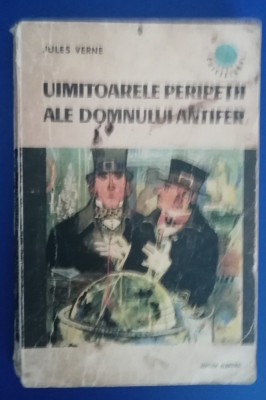 JULES VERNE
UIMITOARELE PERIPEȚII
ALE DOMNULUI ANTIFER